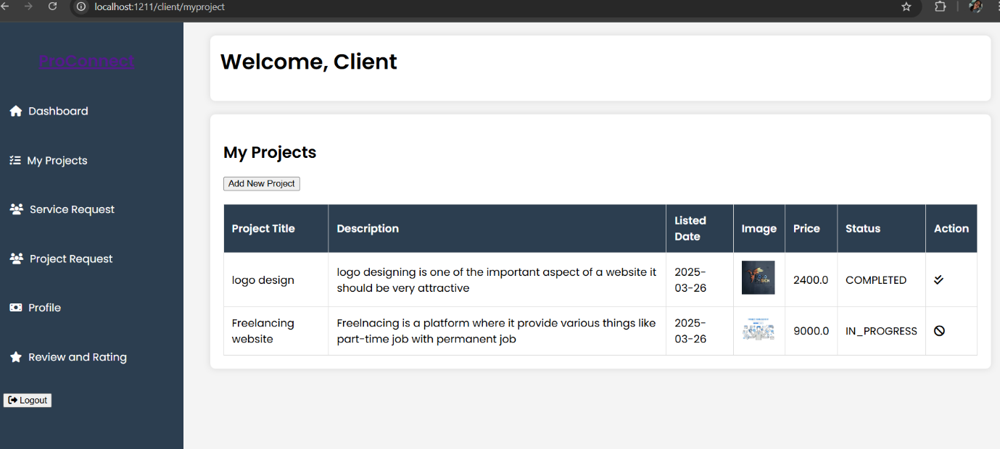 localhost:1211/client/myproject
ProConnect
Dashboard
My Projects
Service Request
Project Request
Profile
Review and Rating
Logout
Welcome, Client
My Projects
Add New Project
Project Title Description Listed Date Image Price Status Action
logo design logo designing is one of the important aspect of a website it should be very attractive 2025-03-26 2400.0 COMPLETED
Freelancing website Freelnacing is a platform where it provide various things like part-time job with permanent job 2025-03-26 9000.0 IN_PROGRESS